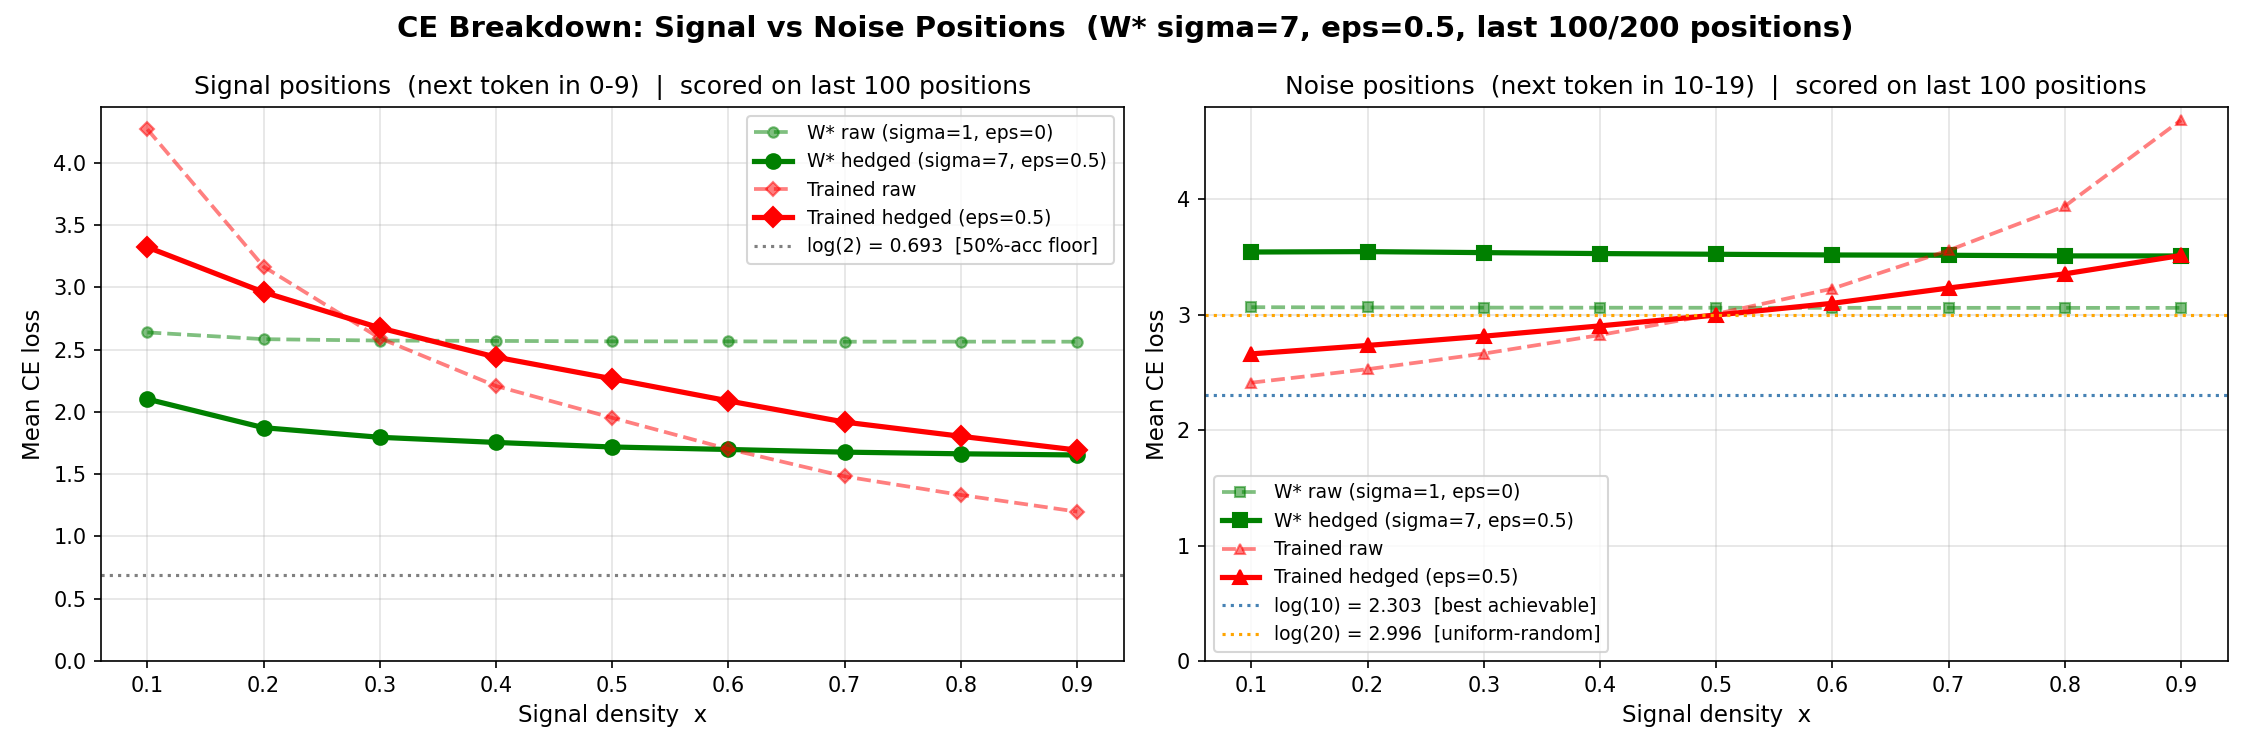 CE Breakdown: Signal vs Noise Positions  (W* sigma=7, eps=0.5, last 100/200 positions)
Signal positions  (next token in 0-9)  |  scored on last 100 positions
Mean CE loss
4.0
3.5
3.0
2.5
2.0
1.5
1.0
0.5
0.0
W* raw (sigma=1, eps=0)
W* hedged (sigma=7, eps=0.5)
Trained raw
Trained hedged (eps=0.5)
log(2) = 0.693  [50%-acc floor]
0.1 0.2 0.3 0.4 0.5 0.6 0.7 0.8 0.9
Signal density  x
Noise positions  (next token in 10-19)  |  scored on last 100 positions
Mean CE loss
4
3
2
1
0
W* raw (sigma=1, eps=0)
W* hedged (sigma=7, eps=0.5)
Trained raw
Trained hedged (eps=0.5)
log(10) = 2.303  [best achievable]
log(20) = 2.996  [uniform-random]
0.1 0.2 0.3 0.4 0.5 0.6 0.7 0.8 0.9
Signal density  x